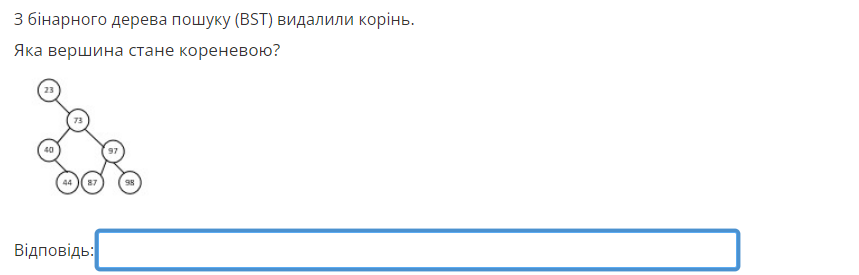 З бінарного дерева пошуку (BST) видалили корінь.
Яка вершина стане кореневою?
23
73
40 97
44 87 98
Відповідь: